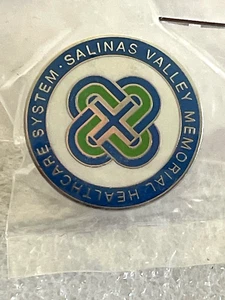 SALINAS VALLEY MEMORIAL HEALTHCARE SYSTEM ·